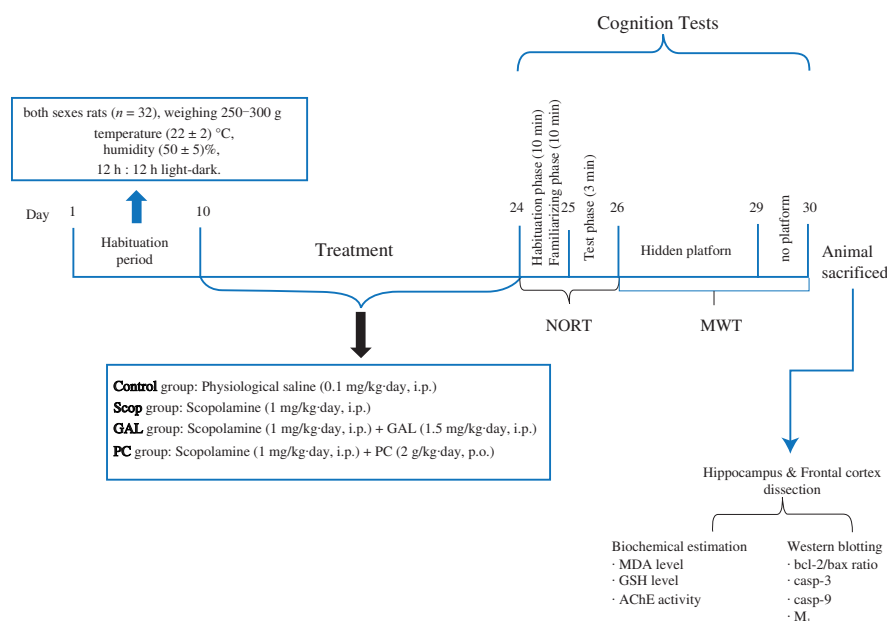 Cognition Tests
both sexes rats (n = 32), weighing 250–300 g
temperature (22 ± 2) °C,
humidity (50 ± 5)%,
12 h : 12 h light-dark.
Day
1
10
24
25
26
29
30
Habituation
period
Treatment
Habituation phase (10 min)
Familiarizing phase (10 min)
Test phase (3 min)
Hidden platform
no platform
Animal
sacrificed
NORT
MWT
Control group: Physiological saline (0.1 mg/kg·day, i.p.)
Scop group: Scopolamine (1 mg/kg·day, i.p.)
GAL group: Scopolamine (1 mg/kg·day, i.p.) + GAL (1.5 mg/kg·day, i.p.)
PC group: Scopolamine (1 mg/kg·day, i.p.) + PC (2 g/kg·day, p.o.)
Hippocampus & Frontal cortex
dissection
Biochemical estimation
· MDA level
· GSH level
· AChE activity
Western blotting
· bcl-2/bax ratio
· casp-3
· casp-9